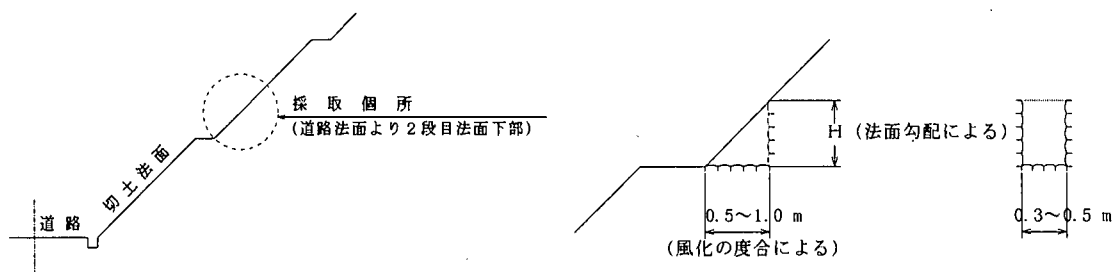 採取個所
(道路法面より2段目法面下部)
切土法面
道路
H (法面勾配による)
0.5~1.0 m
(風化の度合による)
0.3~0.5 m